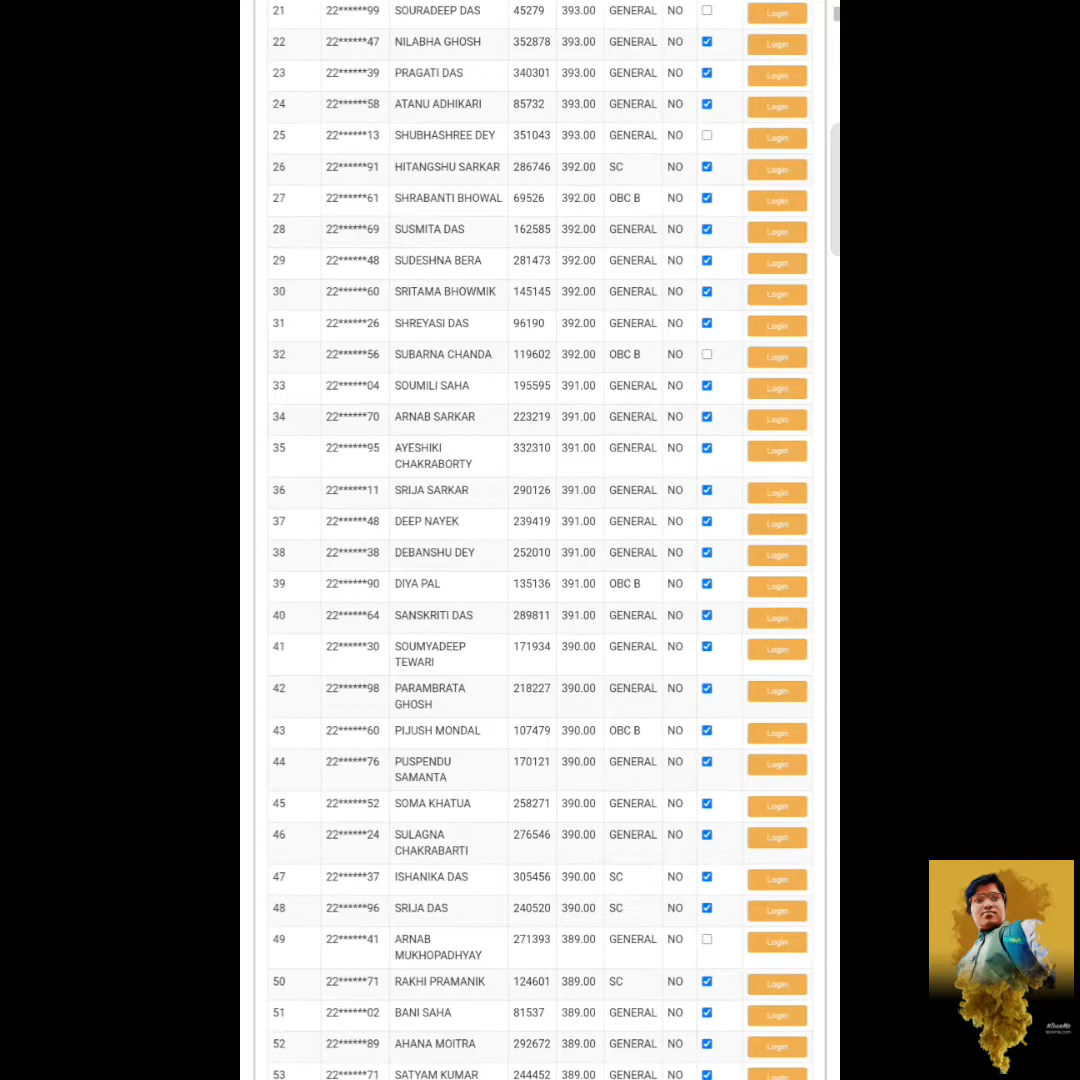 21 22******99 SOURADEEP DAS 45279 393.00 GENERAL NO Login
22 22******47 NILABHA GHOSH 352878 393.00 GENERAL NO Login
23 22******39 PRAGATI DAS 340301 393.00 GENERAL NO Login
24 22******58 ATANU ADHIKARI 85732 393.00 GENERAL NO Login
25 22******13 SHUBHASHREE DEY 351043 393.00 GENERAL NO Login
26 22******91 HITANGSHU SARKAR 286746 392.00 SC NO Login
27 22******61 SHRABANTI BHOWAL 69526 392.00 OBC B NO Login
28 22******69 SUSMITA DAS 162585 392.00 GENERAL NO Login
29 22******48 SUDESHNA BERA 281473 392.00 GENERAL NO Login
30 22******60 SRITAMA BHOWMIK 145145 392.00 GENERAL NO Login
31 22******26 SHREYASI DAS 96190 392.00 GENERAL NO Login
32 22******56 SUBARNA CHANDA 119602 392.00 OBC B NO Login
33 22******04 SOUMILI SAHA 195595 391.00 GENERAL NO Login
34 22******70 ARNAB SARKAR 223219 391.00 GENERAL NO Login
35 22******95 AYESHIKI 332310 391.00 GENERAL NO Login
CHAKRABORTY
36 22******11 SRIJA SARKAR 290126 391.00 GENERAL NO Login
37 22******48 DEEP NAYEK 239419 391.00 GENERAL NO Login
38 22******38 DEBANSHU DEY 252010 391.00 GENERAL NO Login
39 22******90 DIYA PAL 135136 391.00 OBC B NO Login
40 22******64 SANSKRITI DAS 289811 391.00 GENERAL NO Login
41 22******30 SOUMYADEEP 171934 390.00 GENERAL NO Login
TEWARI
42 22******98 PARAMBRATA 218227 390.00 GENERAL NO Login
GHOSH
43 22******60 PIJUSH MONDAL 107479 390.00 OBC B NO Login
44 22******76 PUSPENDU 170121 390.00 GENERAL NO Login
SAMANTA
45 22******52 SOMA KHATUA 258271 390.00 GENERAL NO Login
46 22******24 SULAGNA 276546 390.00 GENERAL NO Login
CHAKRABARTI
47 22******37 ISHANIKA DAS 305456 390.00 SC NO Login
48 22******96 SRIJA DAS 240520 390.00 SC NO Login
49 22******41 ARNAB 271393 389.00 GENERAL NO Login
MUKHOPADHYAY
50 22******71 RAKHI PRAMANIK 124601 389.00 SC NO Login
51 22******02 BANI SAHA 81537 389.00 GENERAL NO Login
52 22******89 AHANA MOITRA 292672 389.00 GENERAL NO Login
53 22******71 SATYAM KUMAR 244452 389.00 GENERAL NO Login